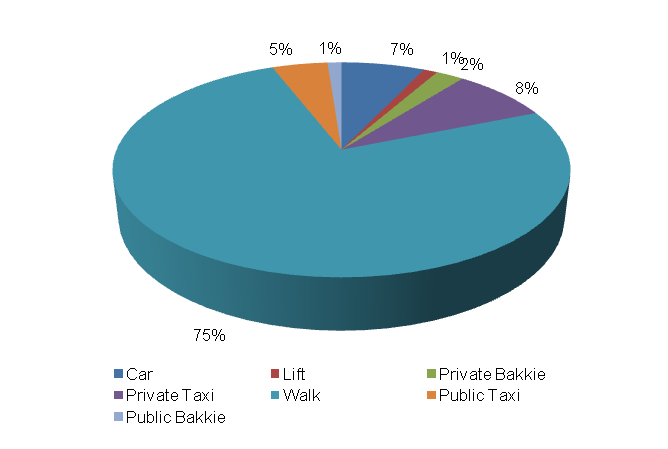 5% 1% 7% 1% 2%
8%
75%
Car Lift Private Bakkie
Private Taxi Walk Public Taxi
Public Bakkie